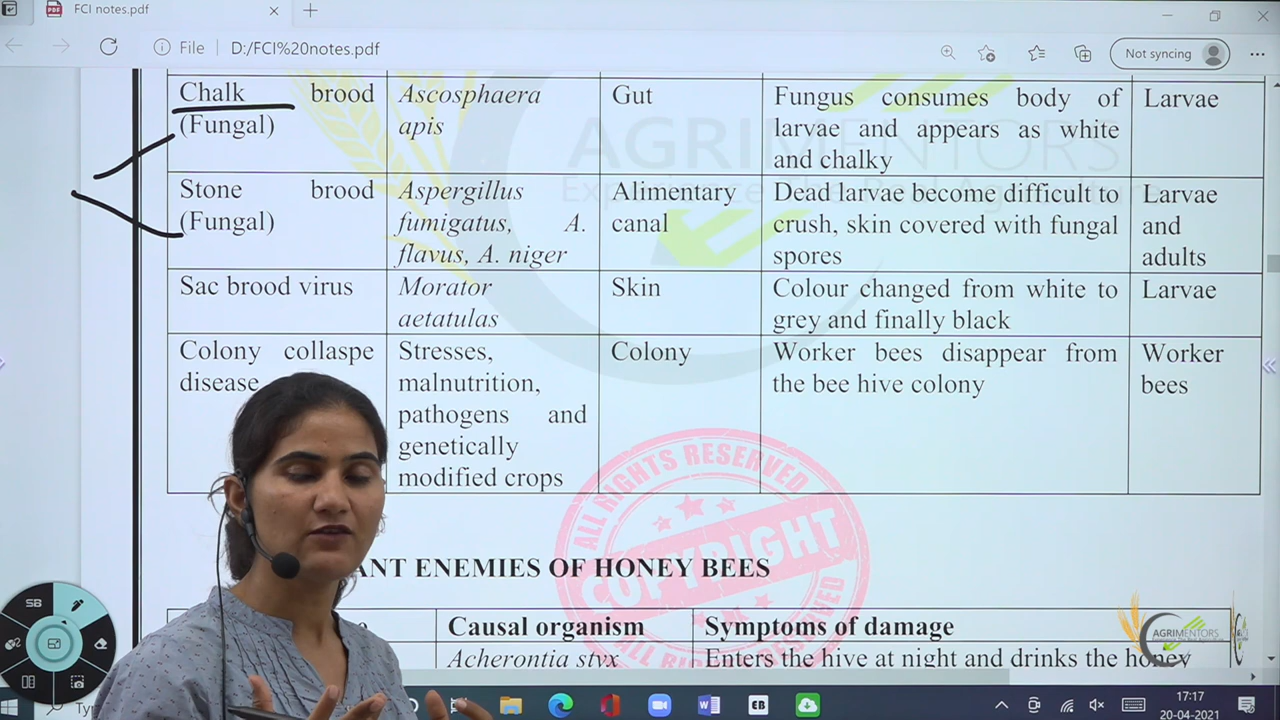 FCI notes.pdf
File D:/FCI%20notes.pdf
Not syncing
Chalk brood (Fungal)
Ascosphaera apis
Gut
Fungus consumes body of
larvae and appears as white
and chalky
Larvae
Stone brood (Fungal)
Aspergillus
fumigatus, A.
flavus, A. niger
Alimentary
canal
Dead larvae become difficult to
crush, skin covered with fungal
spores
Larvae
and
adults
Sac brood virus
Morator
aetatulas
Skin
Colour changed from white to
grey and finally black
Larvae
Colony collaspe
disease
Stresses,
malnutrition,
pathogens and
genetically
modified crops
Colony
Worker bees disappear from
the bee hive colony
Worker
bees
ALL RIGHTS RESERVED
COPYRIGHT
ALL RIGHTS RESERVED
ANT ENEMIES OF HONEY BEES
Causal organism
Symptoms of damage
Acherontia styx
Enters the hive at night and drinks the honey
AGRIMENTORS
AGRIMENTORS
SB
EB
17:17
20-04-2021